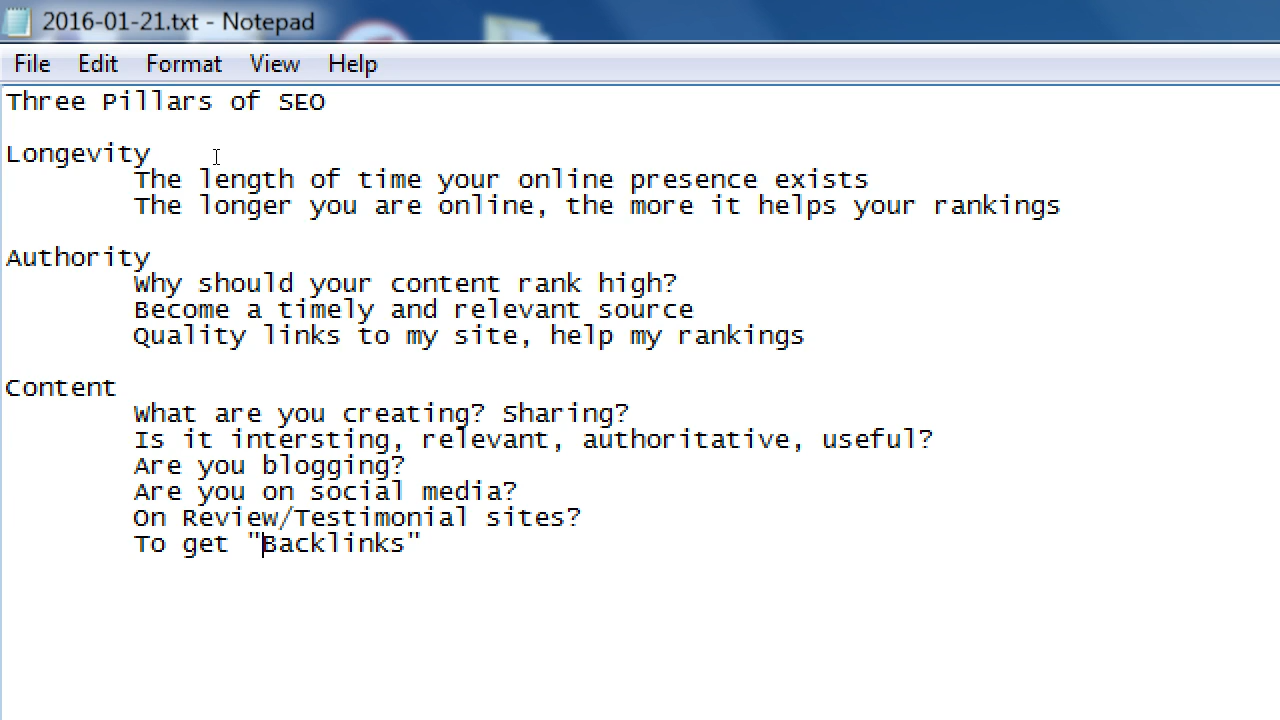 2016-01-21.txt - Notepad
File Edit Format View Help
Three Pillars of SEO
Longevity
The length of time your online presence exists
The longer you are online, the more it helps your rankings
Authority
Why should your content rank high?
Become a timely and relevant source
Quality links to my site, help my rankings
Content
What are you creating? Sharing?
Is it intersting, relevant, authoritative, useful?
Are you blogging?
Are you on social media?
On Review/Testimonial sites?
To get "Backlinks"